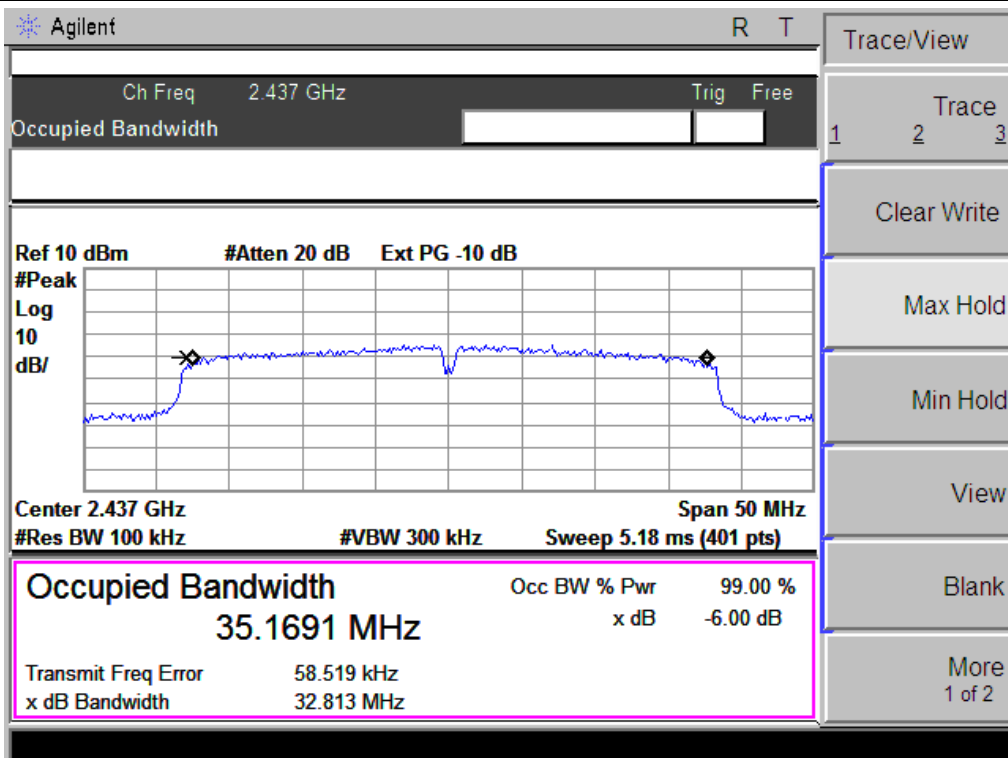 Agilent R T
Trace/View
Ch Freq 2.437 GHz Trig Free
Occupied Bandwidth
Trace
1 2 3
Clear Write
Ref 10 dBm #Atten 20 dB Ext PG -10 dB
#Peak
Log
10
dB/
Max Hold
Min Hold
View
Center 2.437 GHz Span 50 MHz
#Res BW 100 kHz #VBW 300 kHz Sweep 5.18 ms (401 pts)
Occupied Bandwidth Occ BW % Pwr 99.00 %
35.1691 MHz x dB -6.00 dB
Blank
Transmit Freq Error 58.519 kHz
x dB Bandwidth 32.813 MHz
More
1 of 2